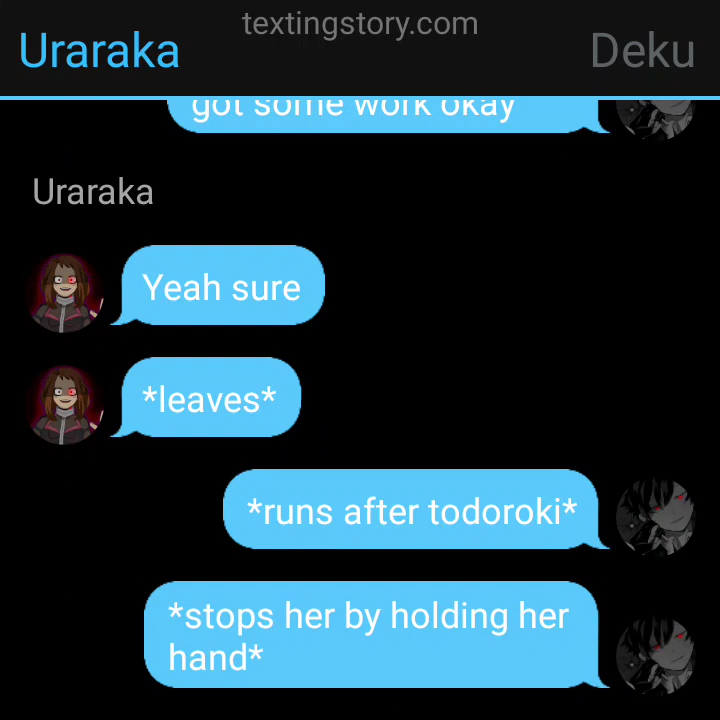 textingstory.com
Uraraka
Deku
got some work okay
Uraraka
Yeah sure
*leaves*
*runs after todoroki*
*stops her by holding her
hand*